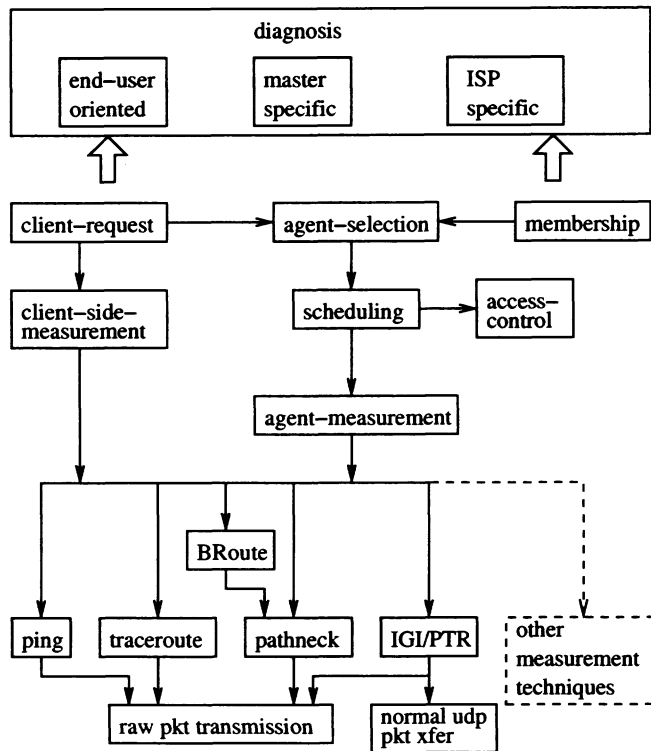 diagnosis
end-user
oriented
master
specific
ISP
specific
client-request
agent-selection
membership
client-side-
measurement
scheduling
access-
control
agent-measurement
BRoute
ping
traceroute
pathneck
IGI/PTR
other
measurement
techniques
raw pkt transmission
normal udp
pkt xfer